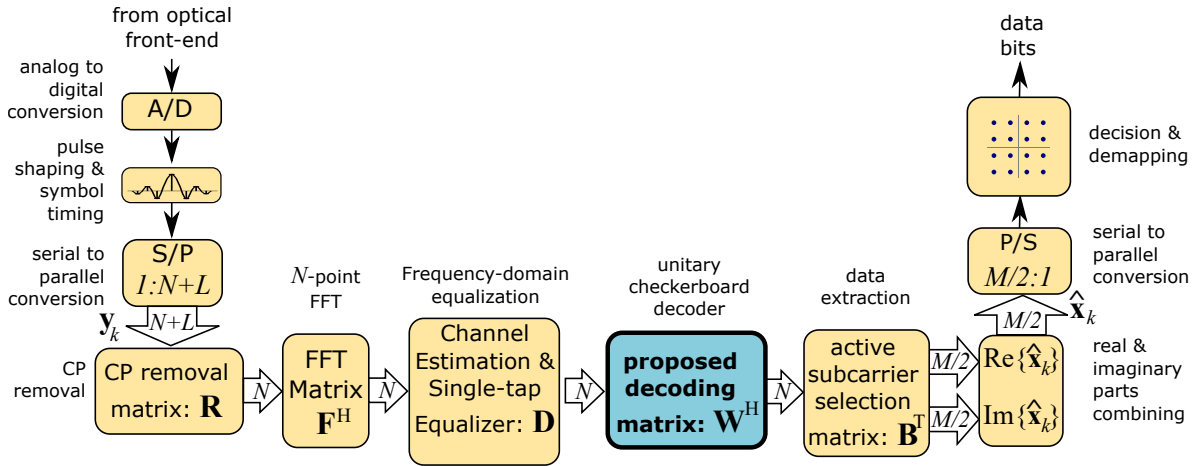 from optical
front-end
analog to
digital
conversion
A/D
pulse
shaping &
symbol
timing
serial to
parallel
conversion
S/P
1:N+L
y_k
N+L
CP
removal
CP removal
matrix: R
N
N-point
FFT
FFT
Matrix
F^H
N
Frequency-domain
equalization
Channel
Estimation &
Single-tap
Equalizer: D
N
unitary
checkerboard
decoder
proposed
decoding
matrix: W^H
N
data
extraction
active
subcarrier
selection
matrix: B^T
M/2
M/2
Re{x̂_k}
Im{x̂_k}
real &
imaginary
parts
combining
M/2
x̂_k
P/S
M/2:1
serial to
parallel
conversion
decision &
demapping
data
bits